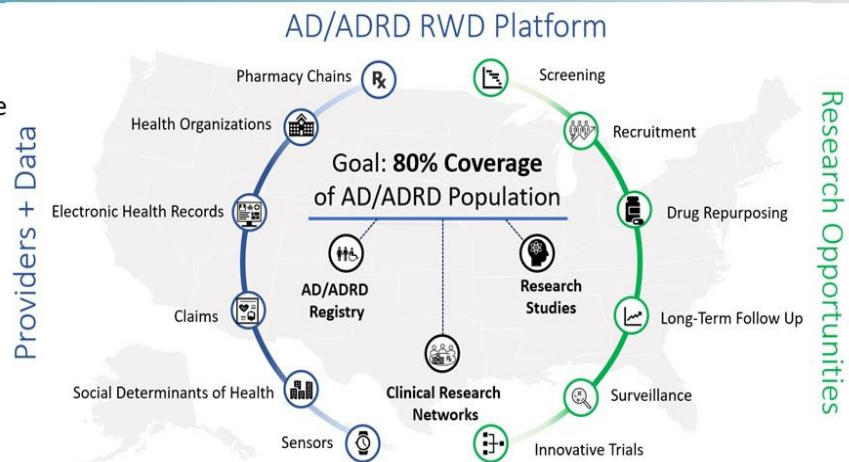 AD/ADRD RWD Platform
e
Providers + Data
Pharmacy Chains
Rx
Health Organizations
Electronic Health Records
Claims
Social Determinants of Health
Sensors
Goal: 80% Coverage
of AD/ADRD Population
AD/ADRD
Registry
Clinical Research
Networks
Research
Studies
Screening
Recruitment
Drug Repurposing
Long-Term Follow Up
Surveillance
Innovative Trials
Research Opportunities